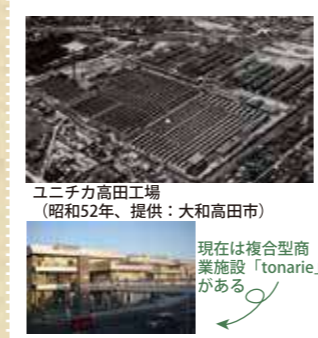 ユニチカ高田工場
（昭和52年、提供：大和高田市）
現在は複合型商
業施設「tonarie」
がある